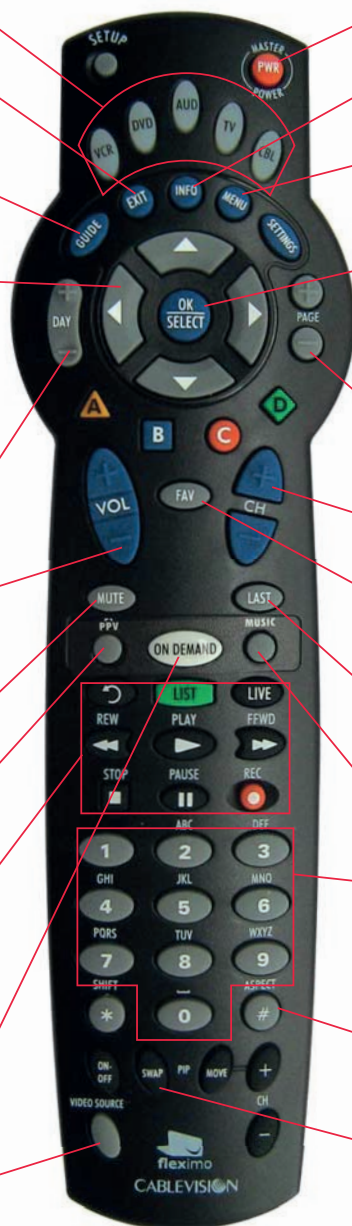 SETUP
MASTER
PWR
POWER
VCR DVD AUD TV CBL
GUIDE EXIT INFO MENU SETTINGS
+ +
DAY OK SELECT PAGE
- -
A B C D
+ +
VOL FAV CH
- -
MUTE LAST
PPV ON DEMAND MUSIC
LIST LIVE
REW PLAY FFWD
STOP PAUSE REC
ABC DEF
1 2 3
GHI JKL MNO
4 5 6
PQRS TUV WXYZ
7 8 9
SHIFT ASPECT
* 0 #
ON-OFF SWAP PIP MOVE +
VIDEO SOURCE CH
-
fleximo
CABLEVISION